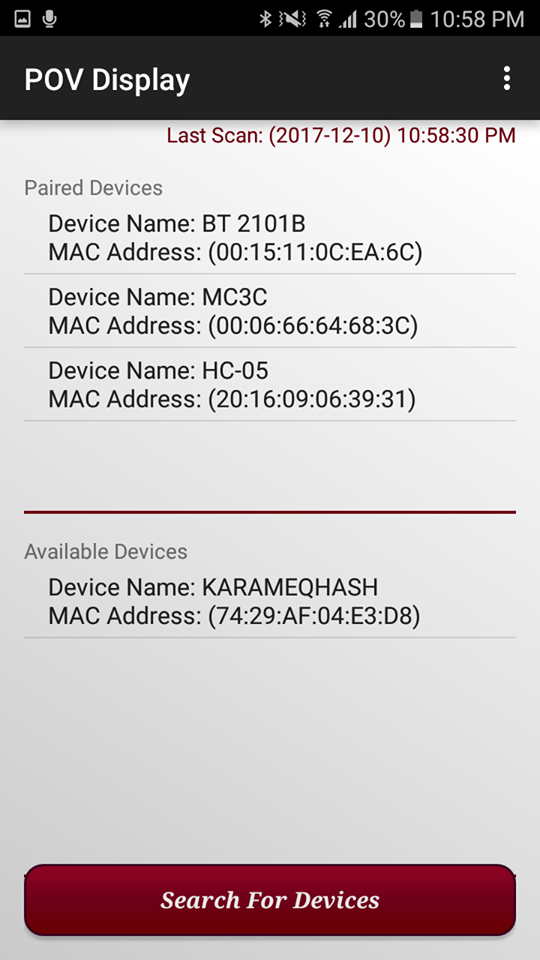 30% 10:58 PM
POV Display
Last Scan: (2017-12-10) 10:58:30 PM
Paired Devices
Device Name: BT 2101B
MAC Address: (00:15:11:0C:EA:6C)
Device Name: MC3C
MAC Address: (00:06:66:64:68:3C)
Device Name: HC-05
MAC Address: (20:16:09:06:39:31)
Available Devices
Device Name: KARAMEQHASH
MAC Address: (74:29:AF:04:E3:D8)
Search For Devices